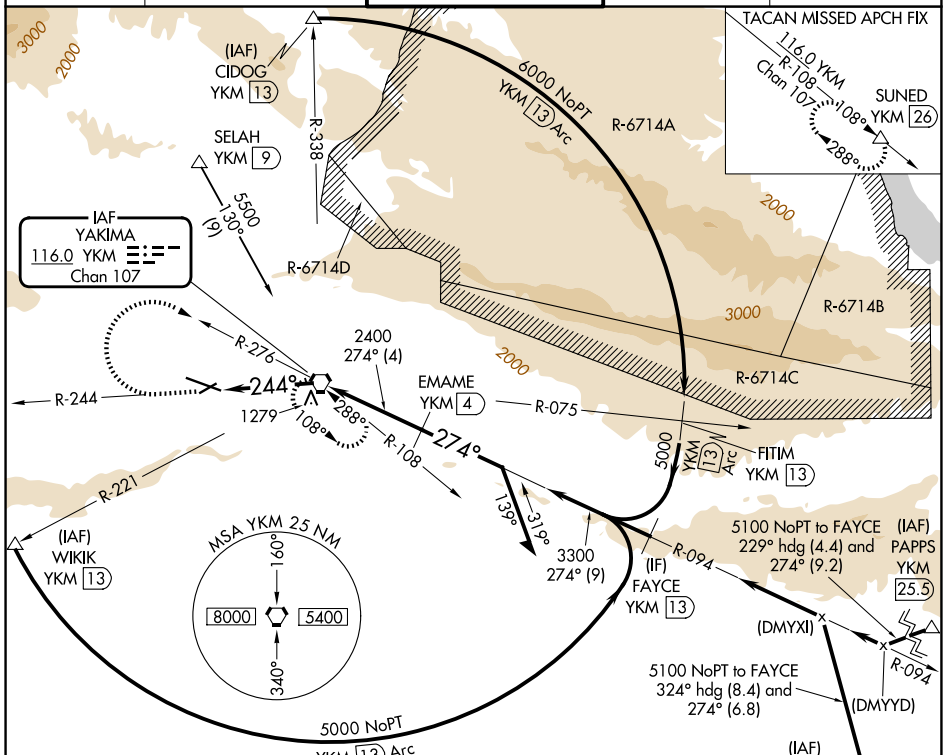 3000
2000
(IAF)
CIDOG
YKM 13
R-338
6000 NoPT
YKM 13 Arc
R-6714A
TACAN MISSED APCH FIX
116.0 YKM
R-108
Chan 107
108°
288°
SUNED
YKM 26
SELAH
YKM 9
5500
130°
(9)
IAF
YAKIMA
116.0 YKM
Chan 107
R-6714D
2000
R-6714B
3000
2000
R-6714C
R-276
2400
274° (4)
EMAME
YKM 4
R-075
R-244
244°
1279
108°
288°
R-108
274°
5000
YKM 13 Arc
FITIM
YKM 13
R-221
(IAF)
WIKIK
YKM 13
139°
319°
3300
274° (9)
(IF)
FAYCE
YKM 13
R-094
5100 NoPT to FAYCE
229° hdg (4.4) and
274° (9.2)
(IAF)
PAPPS
YKM
25.5
MSA YKM 25 NM
160°
8000
5400
340°
(DMYXI)
(DMYYD)
R-094
5100 NoPT to FAYCE
324° hdg (8.4) and
274° (6.8)
5000 NoPT
YKM 13 Arc
(IAF)